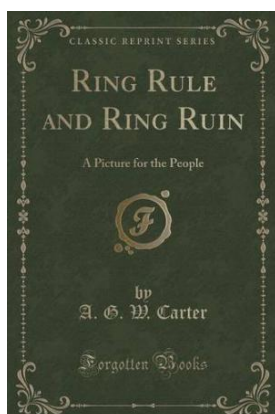 CLASSIC REPRINT SERIES
RING RULE
AND RING RUIN
A Picture for the People
F
by
A. G. W. Carter
Forgotten Books